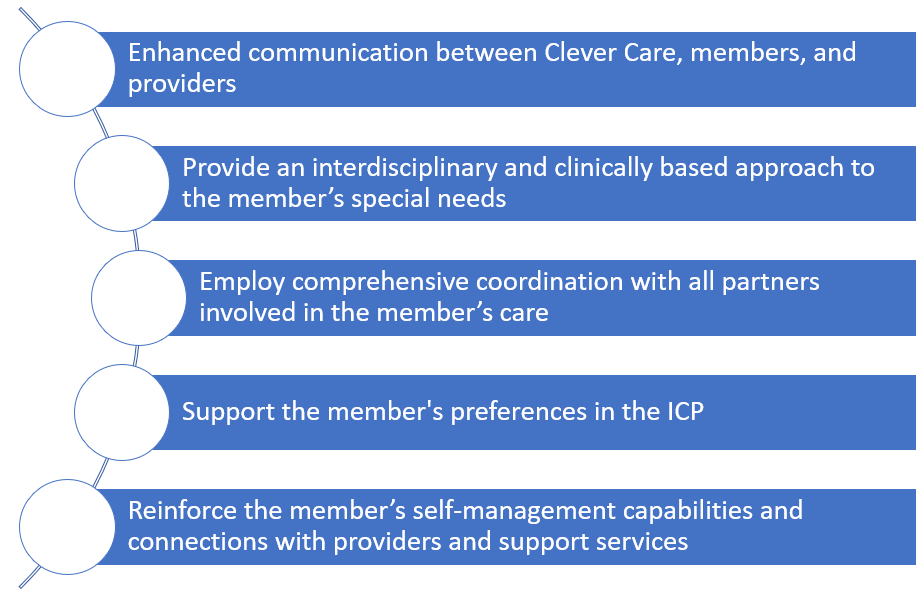 Enhanced communication between Clever Care, members, and
providers
Provide an interdisciplinary and clinically based approach to
the member’s special needs
Employ comprehensive coordination with all partners
involved in the member’s care
Support the member's preferences in the ICP
Reinforce the member’s self-management capabilities and
connections with providers and support services